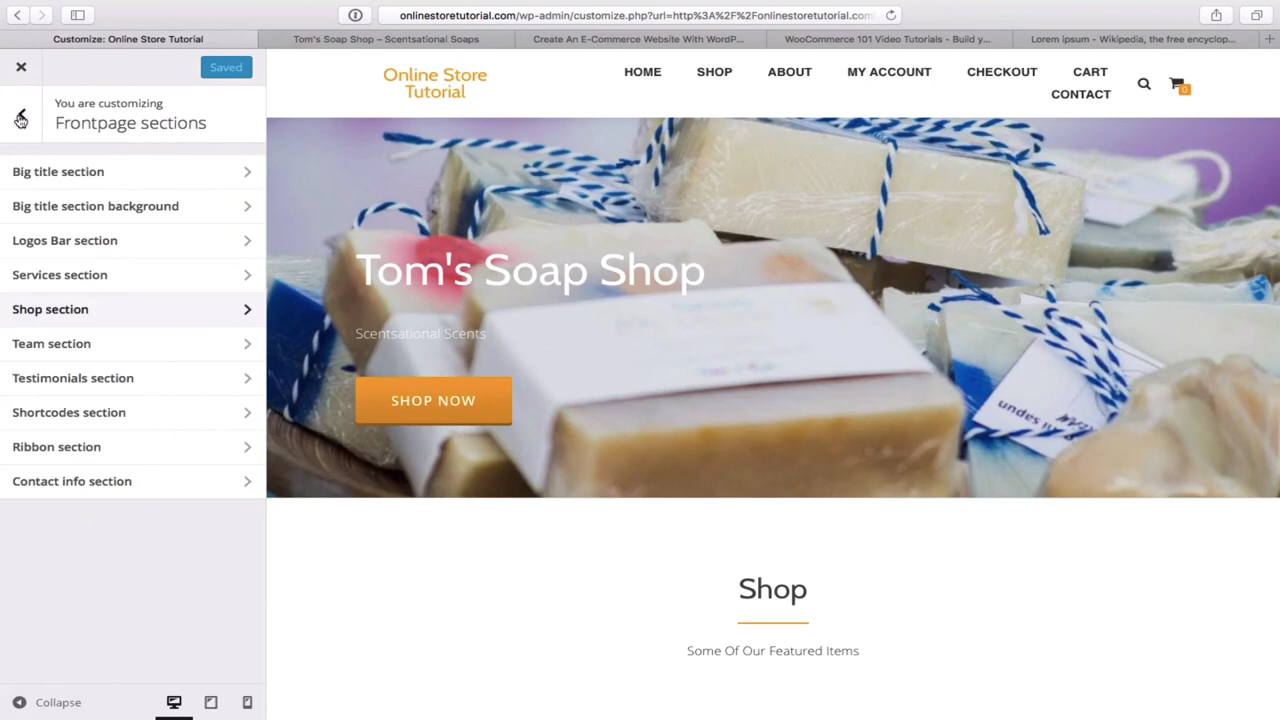 onlinestoretutorial.com/wp-admin/customize.php?url=http%3A%2F%2Fonlinestoretutorial.com
Customize: Online Store Tutorial
Tom's Soap Shop – Scentsational Soaps
Create An E-Commerce Website With WordP...
WooCommerce 101 Video Tutorials - Build y...
Lorem ipsum - Wikipedia, the free encyclop...
Saved
You are customizing
Frontpage sections
Big title section
Big title section background
Logos Bar section
Services section
Shop section
Team section
Testimonials section
Shortcodes section
Ribbon section
Contact info section
Collapse
Online Store
Tutorial
HOME SHOP ABOUT MY ACCOUNT CHECKOUT CART
CONTACT
0
Tom's Soap Shop
Scentsational Scents
SHOP NOW
Shop
Some Of Our Featured Items